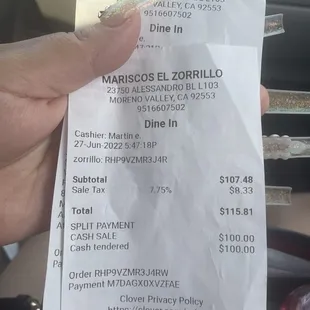 VALLEY, CA 92553
9516607502
Dine In
MARISCOS EL ZORRILLO
23750 ALESSANDRO BL L103
MORENO VALLEY, CA 92553
9516607502
Dine In
Cashier: Martin.e.
27-Jun-2022 5:47:18P
zorrillo: RHP9VZMR3J4R
Subtotal $107.48
Sale Tax 7.75% $8.33
Total $115.81
SPLIT PAYMENT
CASH SALE $100.00
Cash tendered $100.00
Order RHP9VZMR3J4RW
Payment M7DAGX0XVZFAE
Clover Privacy Policy